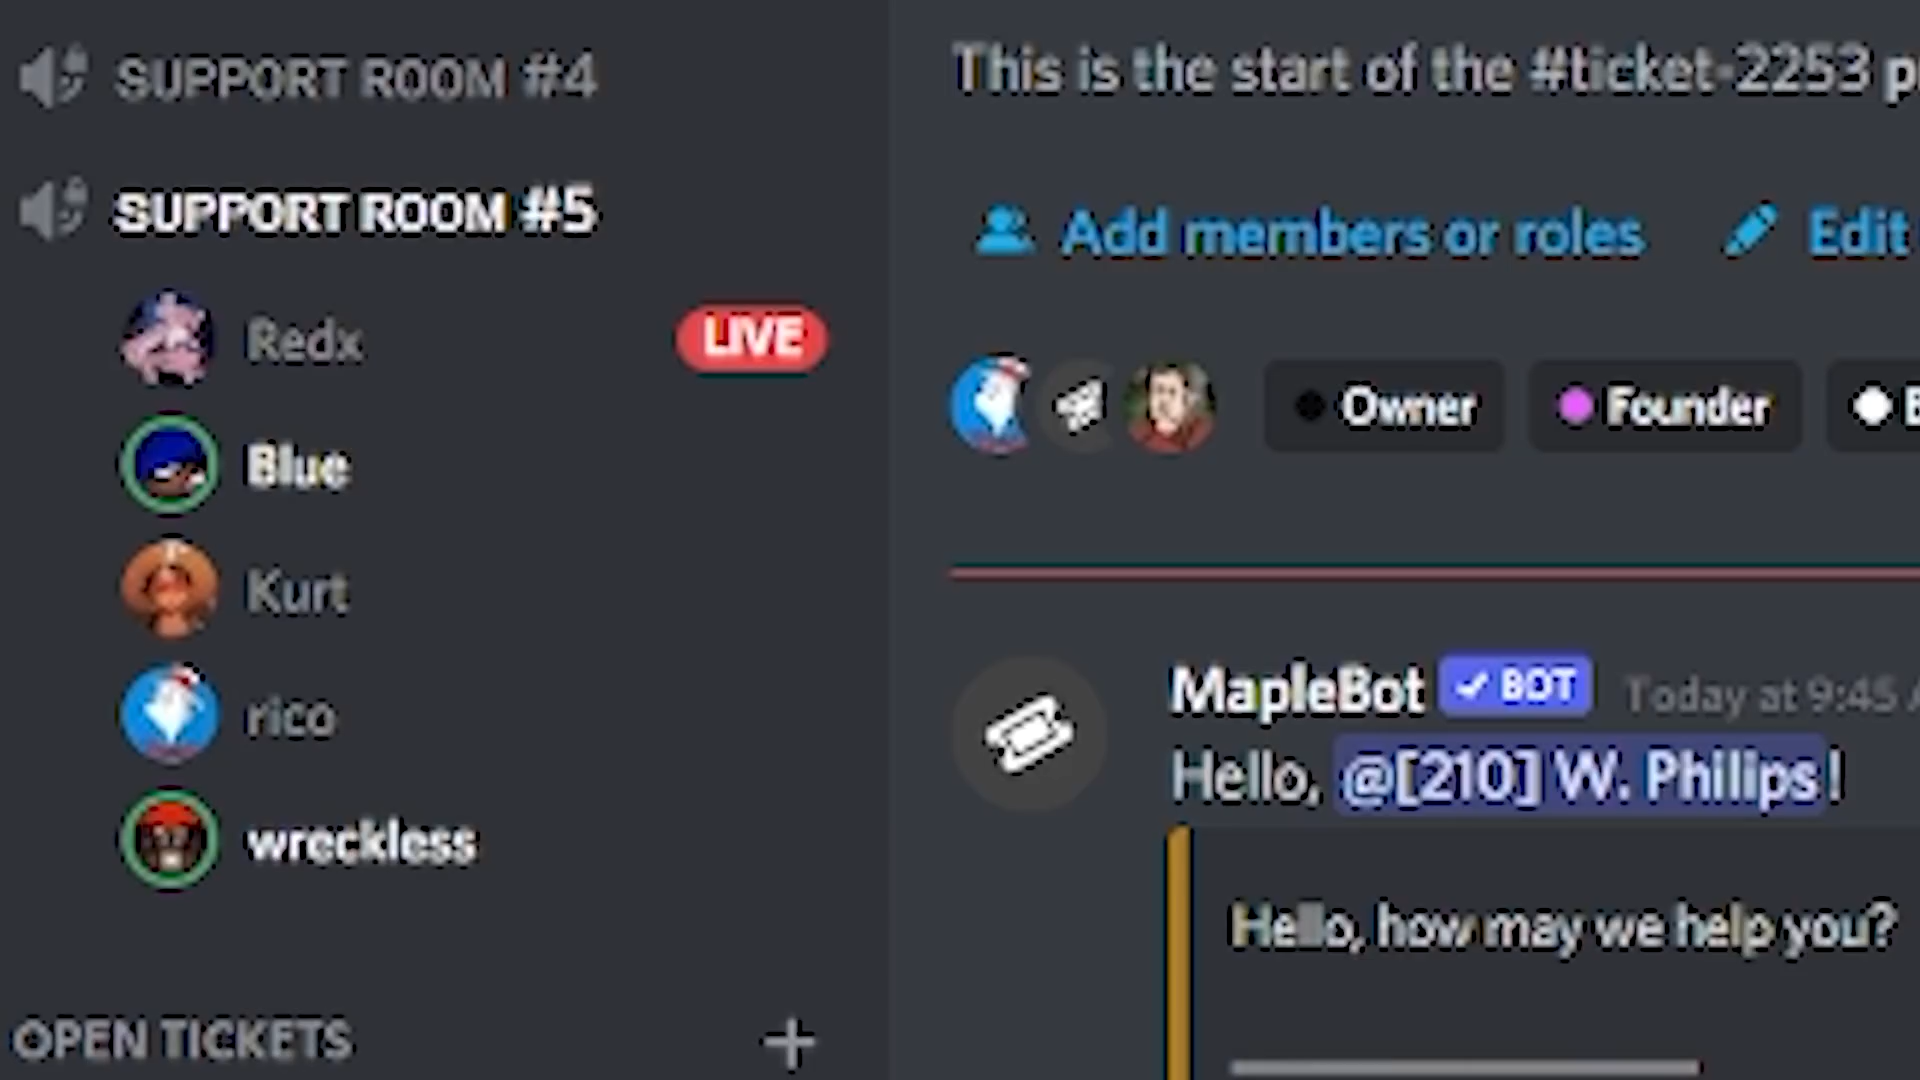 SUPPORT ROOM #4
SUPPORT ROOM #5
Redx
LIVE
Blue
Kurt
rico
wreckless
OPEN TICKETS
This is the start of the #ticket-2253
Add members or roles
Edit
Owner
Founder
MapleBot
BOT
Today at 9:45
Hello, @[210] W. Philips!
Hello, how may we help you?